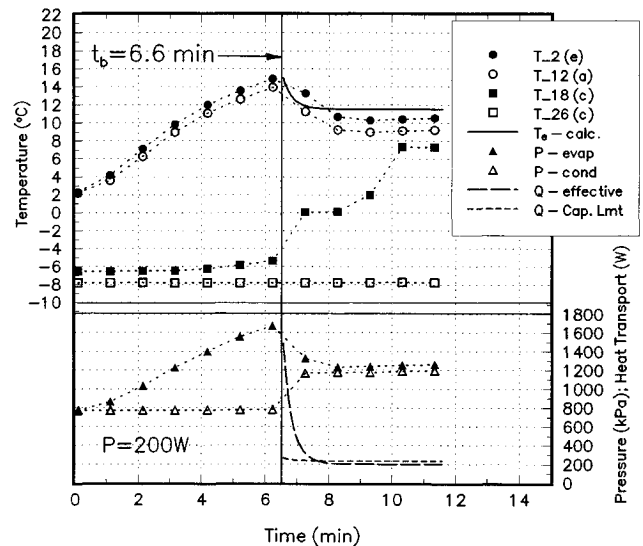 22
20
18
16
14
12
10
8
6
4
2
0
−2
−4
−6
−8
−10
Temperature (°C)
t_b=6.6 min
T_2 (e)
T_12 (a)
T_18 (c)
T_26 (c)
T_e − calc.
P − evap
P − cond
Q − effective
Q − Cap. Lmt
1800
1600
1400
1200
1000
800
600
400
200
0
Pressure (kPa); Heat Transport (W)
P=200W
0 2 4 6 8 10 12 14
Time (min)